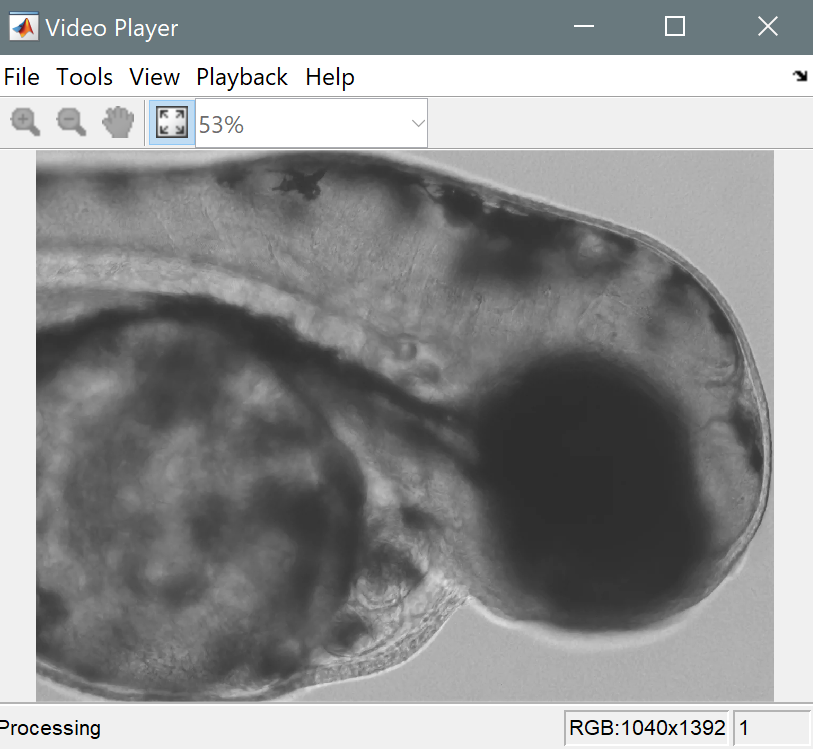 Video Player
File Tools View Playback Help
53%
Processing RGB:1040x1392 1